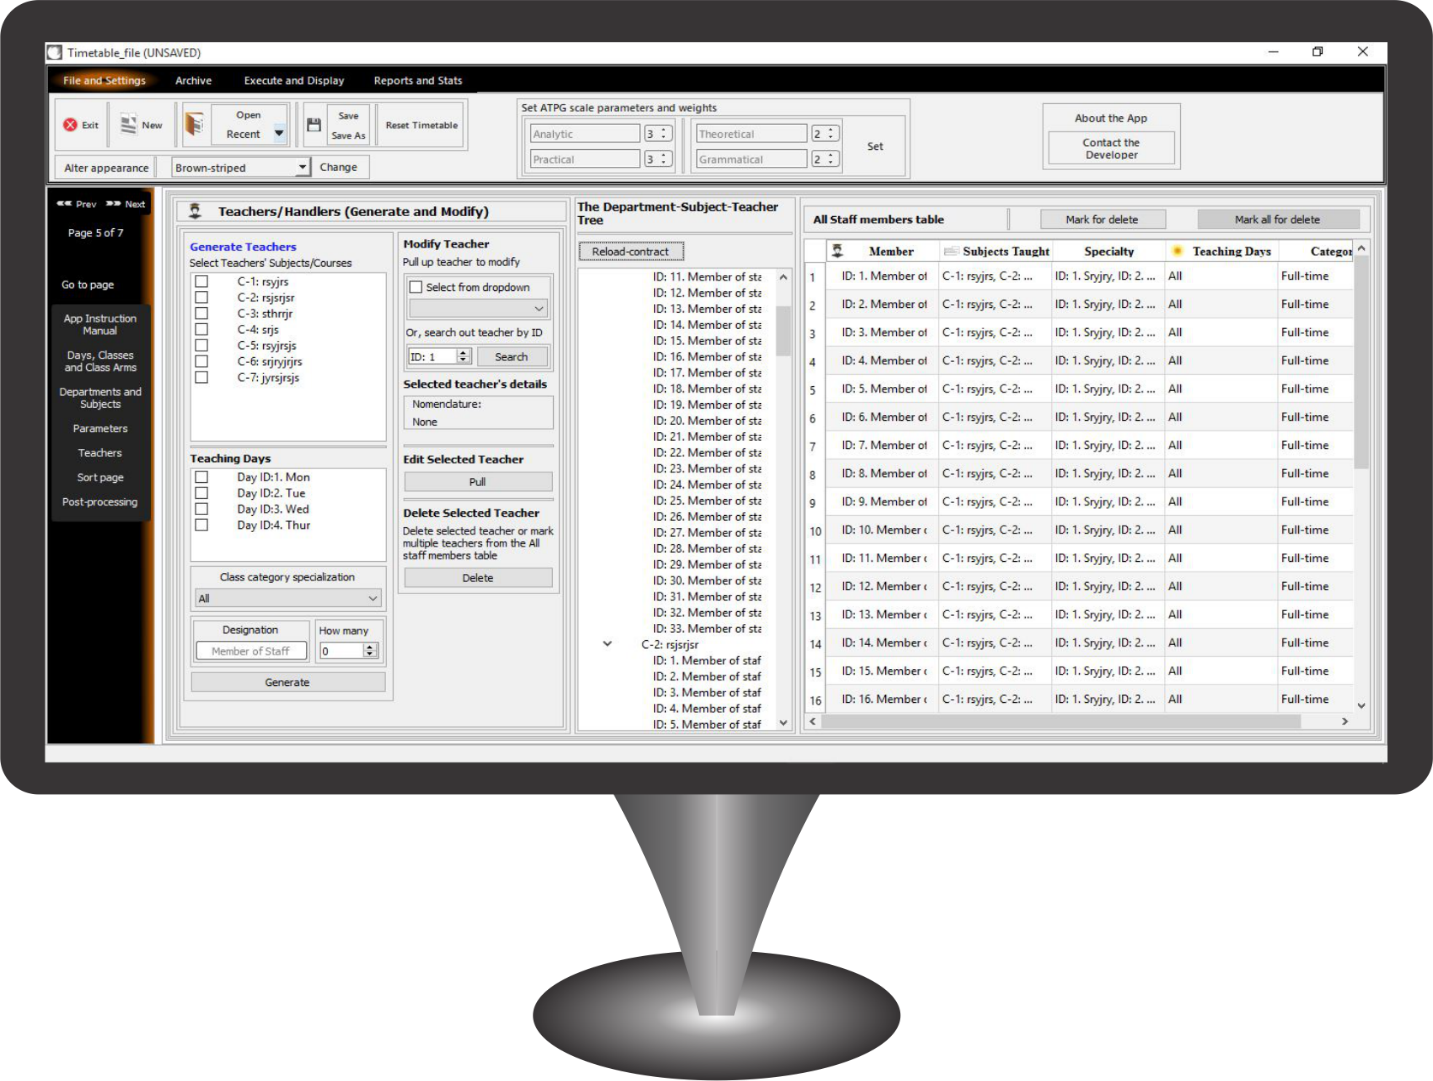 Timetable_file (UNSAVED)
File and Settings Archive Execute and Display Reports and Stats
Exit New Open Recent Save Save As Reset Timetable
Alter appearance Brown-striped Change
Set ATPG scale parameters and weights
Analytic 3 Theoretical 2
Practical 3 Grammatical 2
Set
About the App
Contact the
Developer
Prev Next
Page 5 of 7
Go to page
App Instruction
Manual
Days, Classes
and Class Arms
Departments and
Subjects
Parameters
Teachers
Sort page
Post-processing
Teachers/Handlers (Generate and Modify)
Generate Teachers
Select Teachers' Subjects/Courses
C-1: rsyjrs
C-2: rsjsrjsr
C-3: sthrrjr
C-4: srjs
C-5: rsyjrsjs
C-6: srjryjrjrs
C-7: jyrsjrsjs
Teaching Days
Day ID:1. Mon
Day ID:2. Tue
Day ID:3. Wed
Day ID:4. Thur
Class category specialization
All
Designation How many
Member of Staff 0
Generate
Modify Teacher
Pull up teacher to modify
Select from dropdown
Or, search out teacher by ID
ID: 1 Search
Selected teacher's details
Nomenclature:
None
Edit Selected Teacher
Pull
Delete Selected Teacher
Delete selected teacher or mark
multiple teachers from the All
staff members table
Delete
The Department-Subject-Teacher
Tree
Reload-contract
ID: 11. Member of sta
ID: 12. Member of sta
ID: 13. Member of sta
ID: 14. Member of sta
ID: 15. Member of sta
ID: 16. Member of sta
ID: 17. Member of sta
ID: 18. Member of sta
ID: 19. Member of sta
ID: 20. Member of sta
ID: 21. Member of sta
ID: 22. Member of sta
ID: 23. Member of sta
ID: 24. Member of sta
ID: 25. Member of sta
ID: 26. Member of sta
ID: 27. Member of sta
ID: 28. Member of sta
ID: 29. Member of sta
ID: 30. Member of sta
ID: 31. Member of sta
ID: 32. Member of sta
ID: 33. Member of sta
C-2: rsjsrjsr
ID: 1. Member of staf
ID: 2. Member of staf
ID: 3. Member of staf
ID: 4. Member of staf
ID: 5. Member of staf
All Staff members table Mark for delete Mark all for delete
Member Subjects Taught Specialty Teaching Days Categor
1 ID: 1. Member of C-1: rsyjrs, C-2: ... ID: 1. Sryjry, ID: 2. ... All Full-time
2 ID: 2. Member of C-1: rsyjrs, C-2: ... ID: 1. Sryjry, ID: 2. ... All Full-time
3 ID: 3. Member of C-1: rsyjrs, C-2: ... ID: 1. Sryjry, ID: 2. ... All Full-time
4 ID: 4. Member of C-1: rsyjrs, C-2: ... ID: 1. Sryjry, ID: 2. ... All Full-time
5 ID: 5. Member of C-1: rsyjrs, C-2: ... ID: 1. Sryjry, ID: 2. ... All Full-time
6 ID: 6. Member of C-1: rsyjrs, C-2: ... ID: 1. Sryjry, ID: 2. ... All Full-time
7 ID: 7. Member of C-1: rsyjrs, C-2: ... ID: 1. Sryjry, ID: 2. ... All Full-time
8 ID: 8. Member of C-1: rsyjrs, C-2: ... ID: 1. Sryjry, ID: 2. ... All Full-time
9 ID: 9. Member of C-1: rsyjrs, C-2: ... ID: 1. Sryjry, ID: 2. ... All Full-time
10 ID: 10. Member C-1: rsyjrs, C-2: ... ID: 1. Sryjry, ID: 2. ... All Full-time
11 ID: 11. Member C-1: rsyjrs, C-2: ... ID: 1. Sryjry, ID: 2. ... All Full-time
12 ID: 12. Member C-1: rsyjrs, C-2: ... ID: 1. Sryjry, ID: 2. ... All Full-time
13 ID: 13. Member C-1: rsyjrs, C-2: ... ID: 1. Sryjry, ID: 2. ... All Full-time
14 ID: 14. Member C-1: rsyjrs, C-2: ... ID: 1. Sryjry, ID: 2. ... All Full-time
15 ID: 15. Member C-1: rsyjrs, C-2: ... ID: 1. Sryjry, ID: 2. ... All Full-time
16 ID: 16. Member C-1: rsyjrs, C-2: ... ID: 1. Sryjry, ID: 2. ... All Full-time